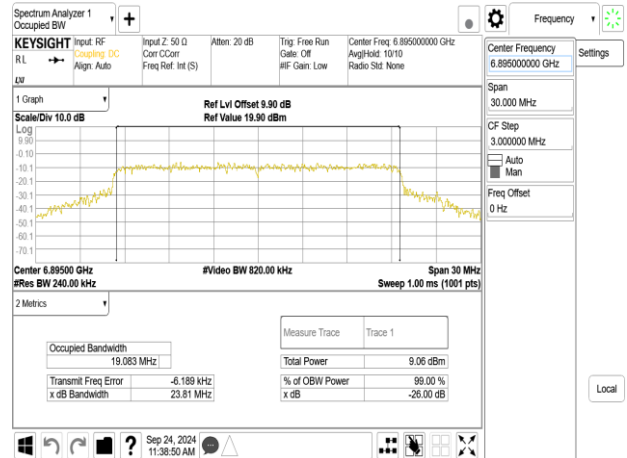 Spectrum Analyzer 1
Occupied BW
KEYSIGHT
R L
LXI
Input: RF
Coupling: DC
Align: Auto
Input Z: 50 Ω
Corr CCorr
Freq Ref: Int (S)
Atten: 20 dB
Trig: Free Run
Gate: Off
#IF Gain: Low
Center Freq: 6.895000000 GHz
Avg|Hold: 10/10
Radio Std: None
1 Graph
Scale/Div 10.0 dB
Ref Lvl Offset 9.90 dB
Ref Value 19.90 dBm
Log
9.90
-0.10
-10.1
-20.1
-30.1
-40.1
-50.1
-60.1
-70.1
Center 6.89500 GHz
#Video BW 820.00 kHz
Span 30 MHz
#Res BW 240.00 kHz
Sweep 1.00 ms (1001 pts)
2 Metrics
Measure Trace Trace 1
Occupied Bandwidth
19.083 MHz
Total Power 9.06 dBm
Transmit Freq Error -6.189 kHz
% of OBW Power 99.00 %
x dB Bandwidth 23.81 MHz
x dB -26.00 dB
?
Sep 24, 2024
11:38:50 AM
Frequency
Center Frequency
6.895000000 GHz
Settings
Span
30.000 MHz
CF Step
3.000000 MHz
Auto
Man
Freq Offset
0 Hz
Local